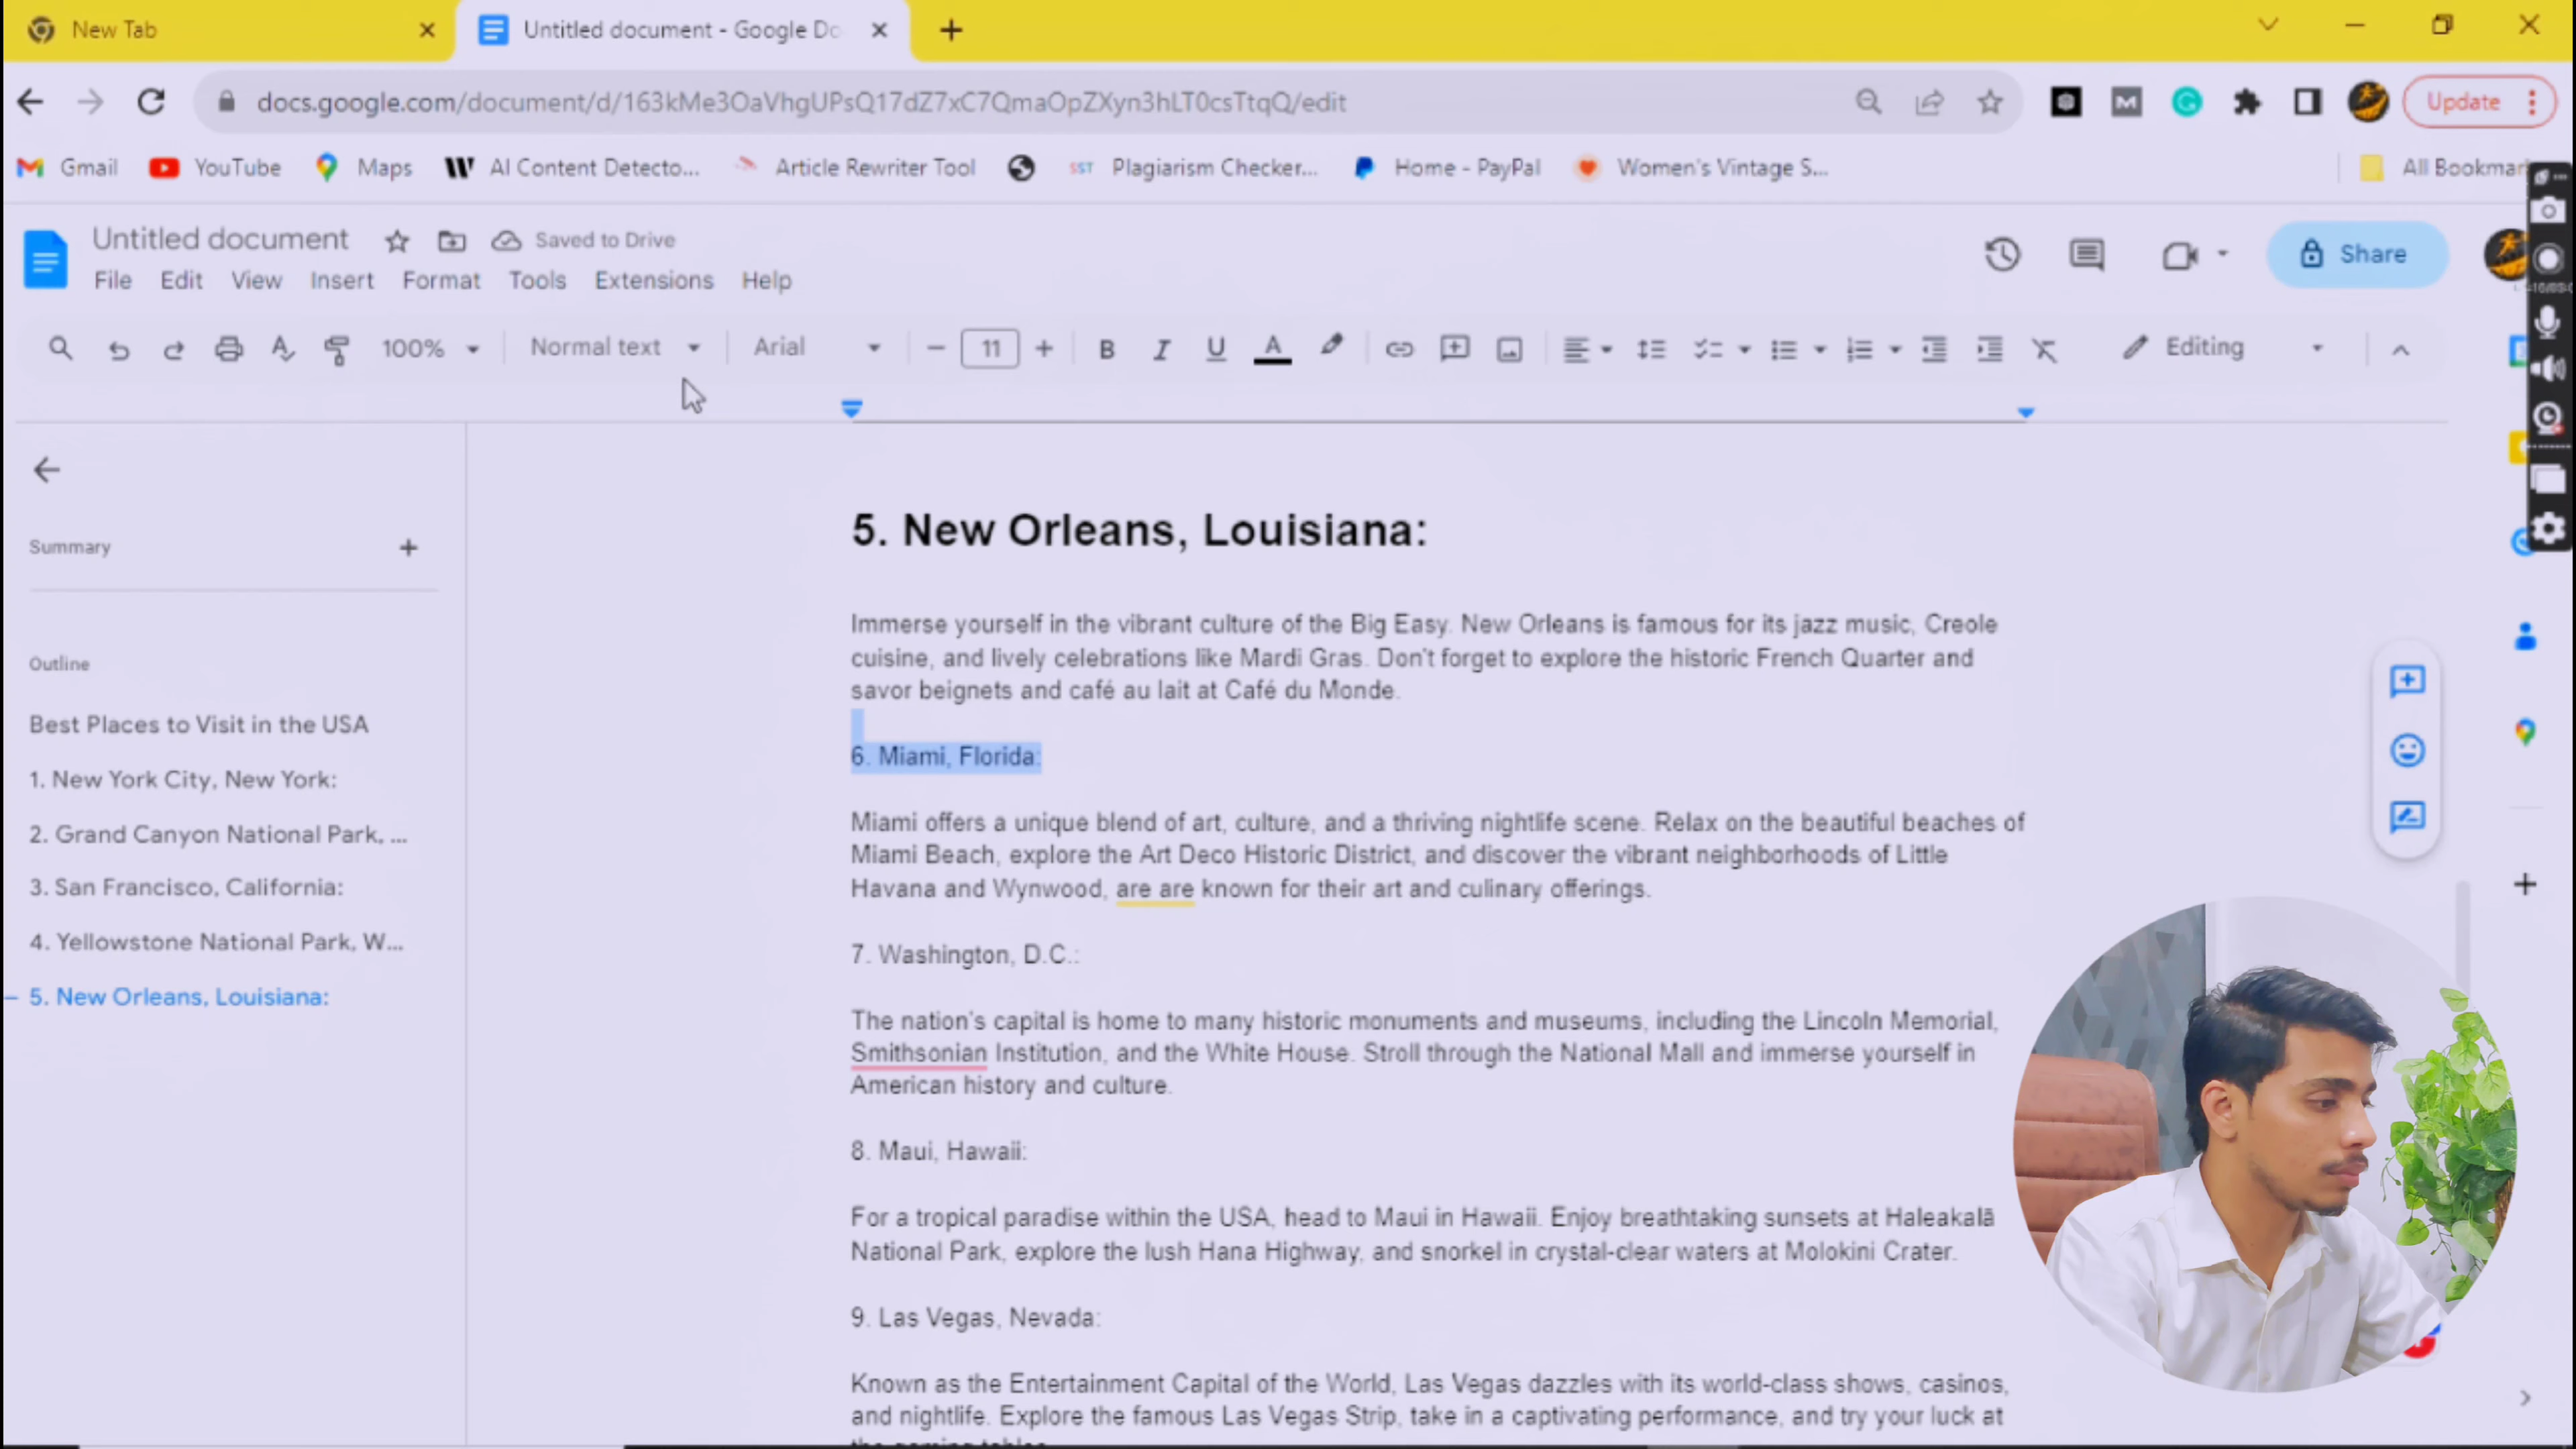 New Tab
Untitled document - Google Do
docs.google.com/document/d/163kMe3OaVhgUPsQ17dZ7xC7QmaOpZXyn3hLT0csTtqQ/edit
Update
Gmail
YouTube
Maps
AI Content Detecto...
Article Rewriter Tool
SST
Plagiarism Checker...
Home - PayPal
Women's Vintage S...
All Bookmar
Untitled document
Saved to Drive
File Edit View Insert Format Tools Extensions Help
Share
100%
Normal text
Arial
11
Editing
Summary
Outline
Best Places to Visit in the USA
1. New York City, New York:
2. Grand Canyon National Park, ...
3. San Francisco, California:
4. Yellowstone National Park, W...
5. New Orleans, Louisiana:
5. New Orleans, Louisiana:
Immerse yourself in the vibrant culture of the Big Easy. New Orleans is famous for its jazz music, Creole
cuisine, and lively celebrations like Mardi Gras. Don't forget to explore the historic French Quarter and
savor beignets and café au lait at Café du Monde.
6. Miami, Florida:
Miami offers a unique blend of art, culture, and a thriving nightlife scene. Relax on the beautiful beaches of
Miami Beach, explore the Art Deco Historic District, and discover the vibrant neighborhoods of Little
Havana and Wynwood, are are known for their art and culinary offerings.
7. Washington, D.C.:
The nation's capital is home to many historic monuments and museums, including the Lincoln Memorial,
Smithsonian Institution, and the White House. Stroll through the National Mall and immerse yourself in
American history and culture.
8. Maui, Hawaii:
For a tropical paradise within the USA, head to Maui in Hawaii. Enjoy breathtaking sunsets at Haleakalā
National Park, explore the lush Hana Highway, and snorkel in crystal-clear waters at Molokini Crater.
9. Las Vegas, Nevada:
Known as the Entertainment Capital of the World, Las Vegas dazzles with its world-class shows, casinos,
and nightlife. Explore the famous Las Vegas Strip, take in a captivating performance, and try your luck at